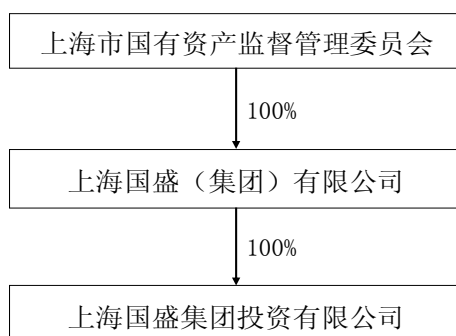 上海市国有资产监督管理委员会
100%
上海国盛（集团）有限公司
100%
上海国盛集团投资有限公司